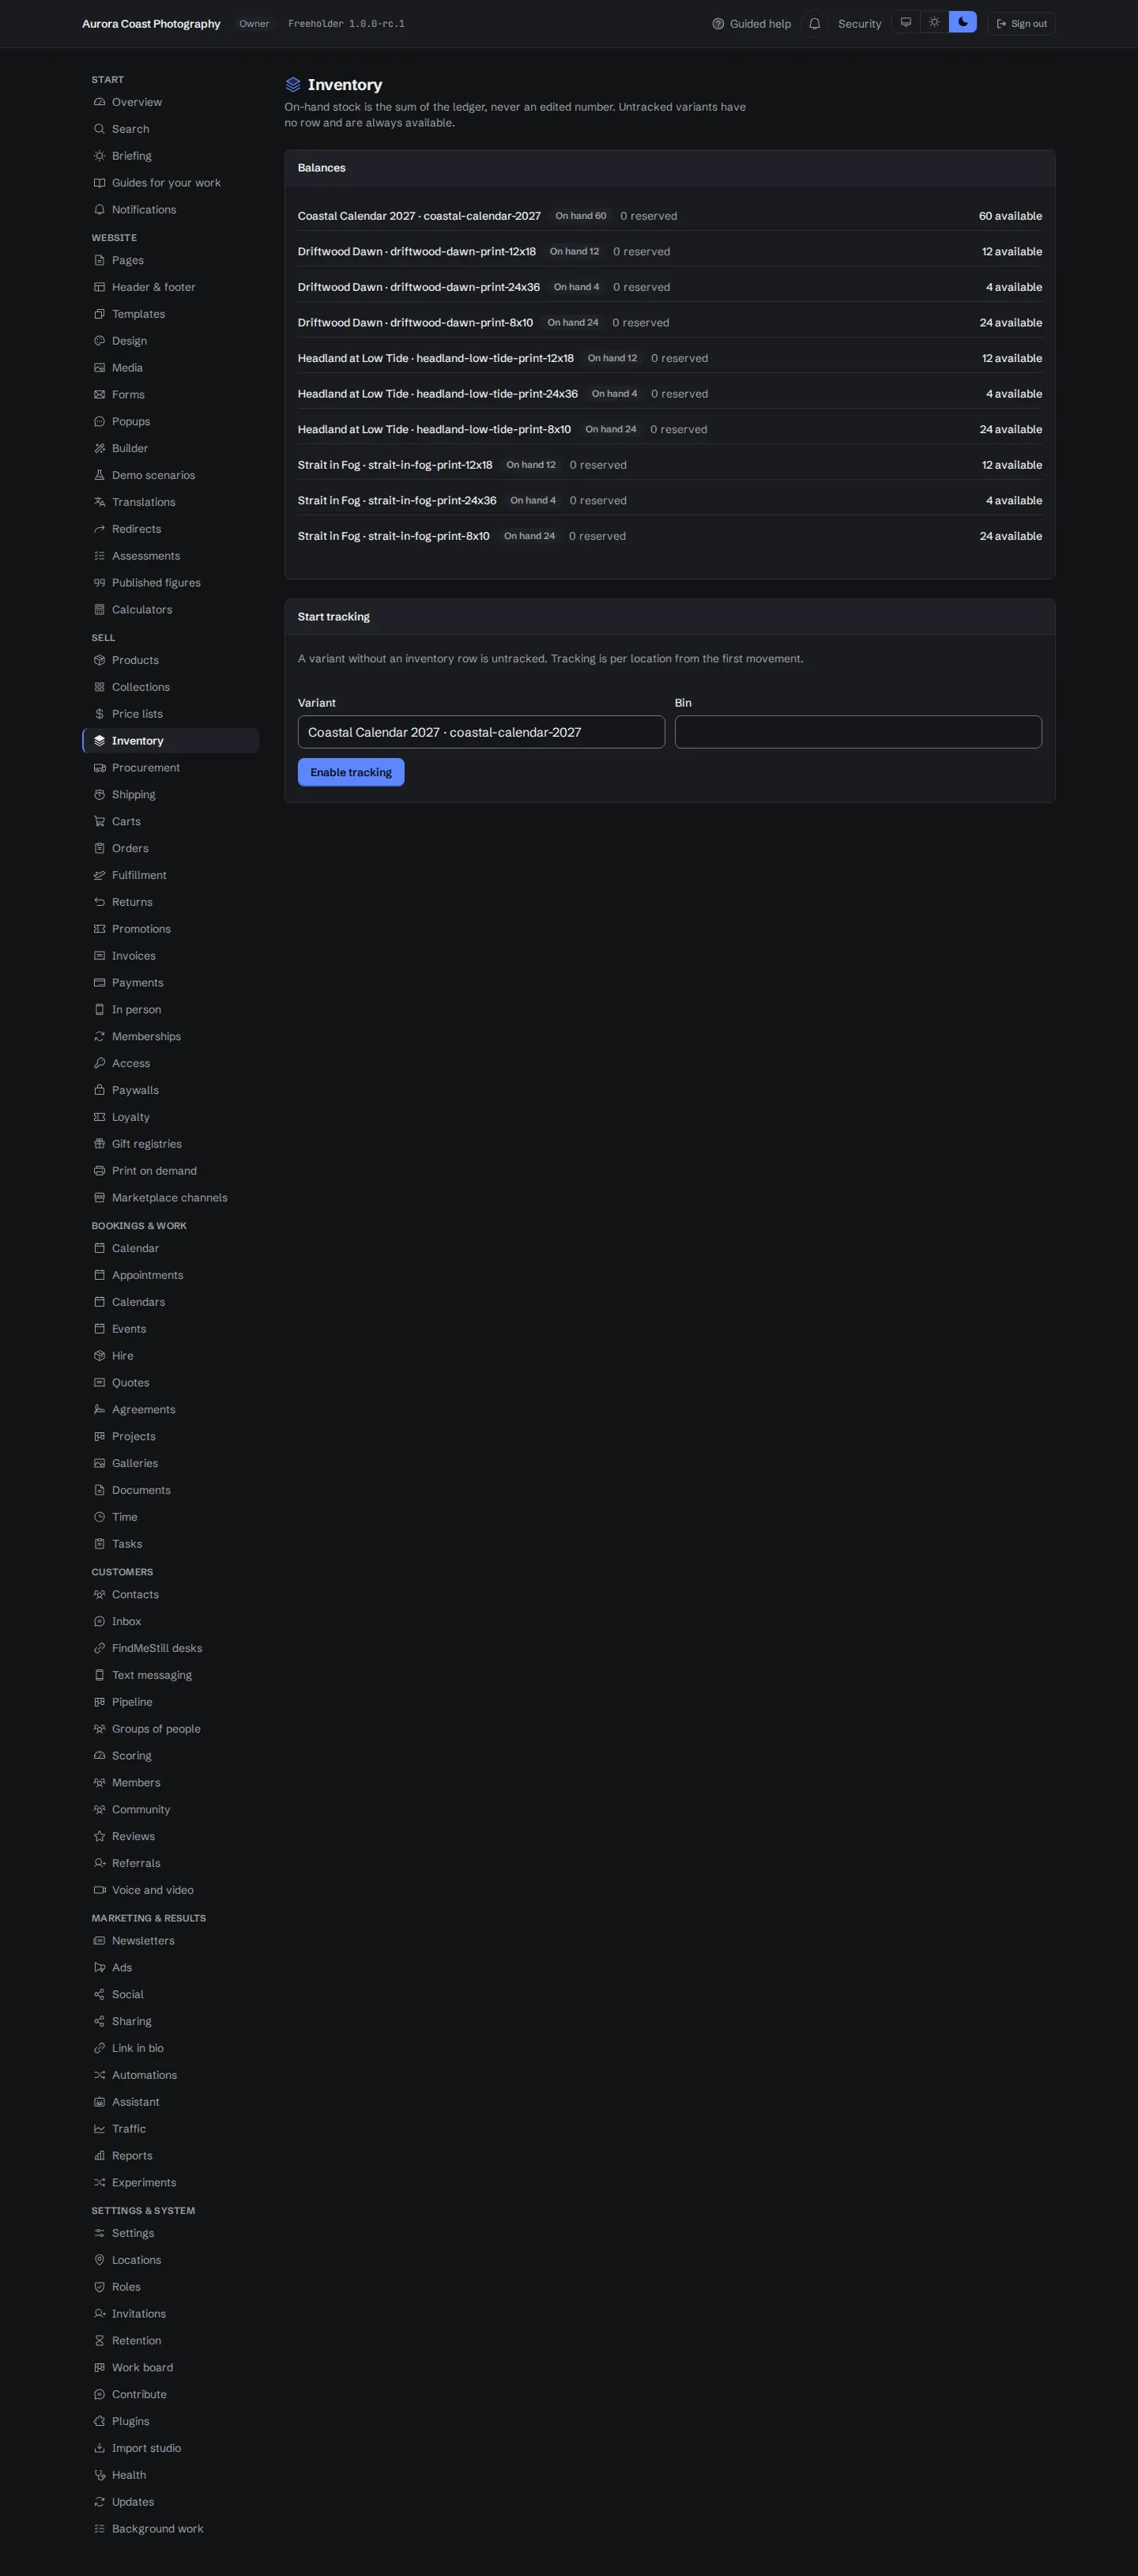 Aurora Coast Photography Owner Freeholder 1.0.0-rc.1 Guided help Security Sign out
START
Overview
Search
Briefing
Guides for your work
Notifications
WEBSITE
Pages
Header & footer
Templates
Design
Media
Forms
Popups
Builder
Demo scenarios
Translations
Redirects
Assessments
Published figures
Calculators
SELL
Products
Collections
Price lists
Inventory
Procurement
Shipping
Carts
Orders
Fulfillment
Returns
Promotions
Invoices
Payments
In person
Memberships
Access
Paywalls
Loyalty
Gift registries
Print on demand
Marketplace channels
BOOKINGS & WORK
Calendar
Appointments
Calendars
Events
Hire
Quotes
Agreements
Projects
Galleries
Documents
Time
Tasks
CUSTOMERS
Contacts
Inbox
FindMeStill desks
Text messaging
Pipeline
Groups of people
Scoring
Members
Community
Reviews
Referrals
Voice and video
MARKETING & RESULTS
Newsletters
Ads
Social
Sharing
Link in bio
Automations
Assistant
Traffic
Reports
Experiments
SETTINGS & SYSTEM
Settings
Locations
Roles
Invitations
Retention
Work board
Contribute
Plugins
Import studio
Health
Updates
Background work
Inventory
On-hand stock is the sum of the ledger, never an edited number. Untracked variants have
no row and are always available.
Balances
Coastal Calendar 2027 · coastal-calendar-2027 On hand 60 0 reserved 60 available
Driftwood Dawn · driftwood-dawn-print-12x18 On hand 12 0 reserved 12 available
Driftwood Dawn · driftwood-dawn-print-24x36 On hand 4 0 reserved 4 available
Driftwood Dawn · driftwood-dawn-print-8x10 On hand 24 0 reserved 24 available
Headland at Low Tide · headland-low-tide-print-12x18 On hand 12 0 reserved 12 available
Headland at Low Tide · headland-low-tide-print-24x36 On hand 4 0 reserved 4 available
Headland at Low Tide · headland-low-tide-print-8x10 On hand 24 0 reserved 24 available
Strait in Fog · strait-in-fog-print-12x18 On hand 12 0 reserved 12 available
Strait in Fog · strait-in-fog-print-24x36 On hand 4 0 reserved 4 available
Strait in Fog · strait-in-fog-print-8x10 On hand 24 0 reserved 24 available
Start tracking
A variant without an inventory row is untracked. Tracking is per location from the first movement.
Variant Bin
Coastal Calendar 2027 · coastal-calendar-2027
Enable tracking